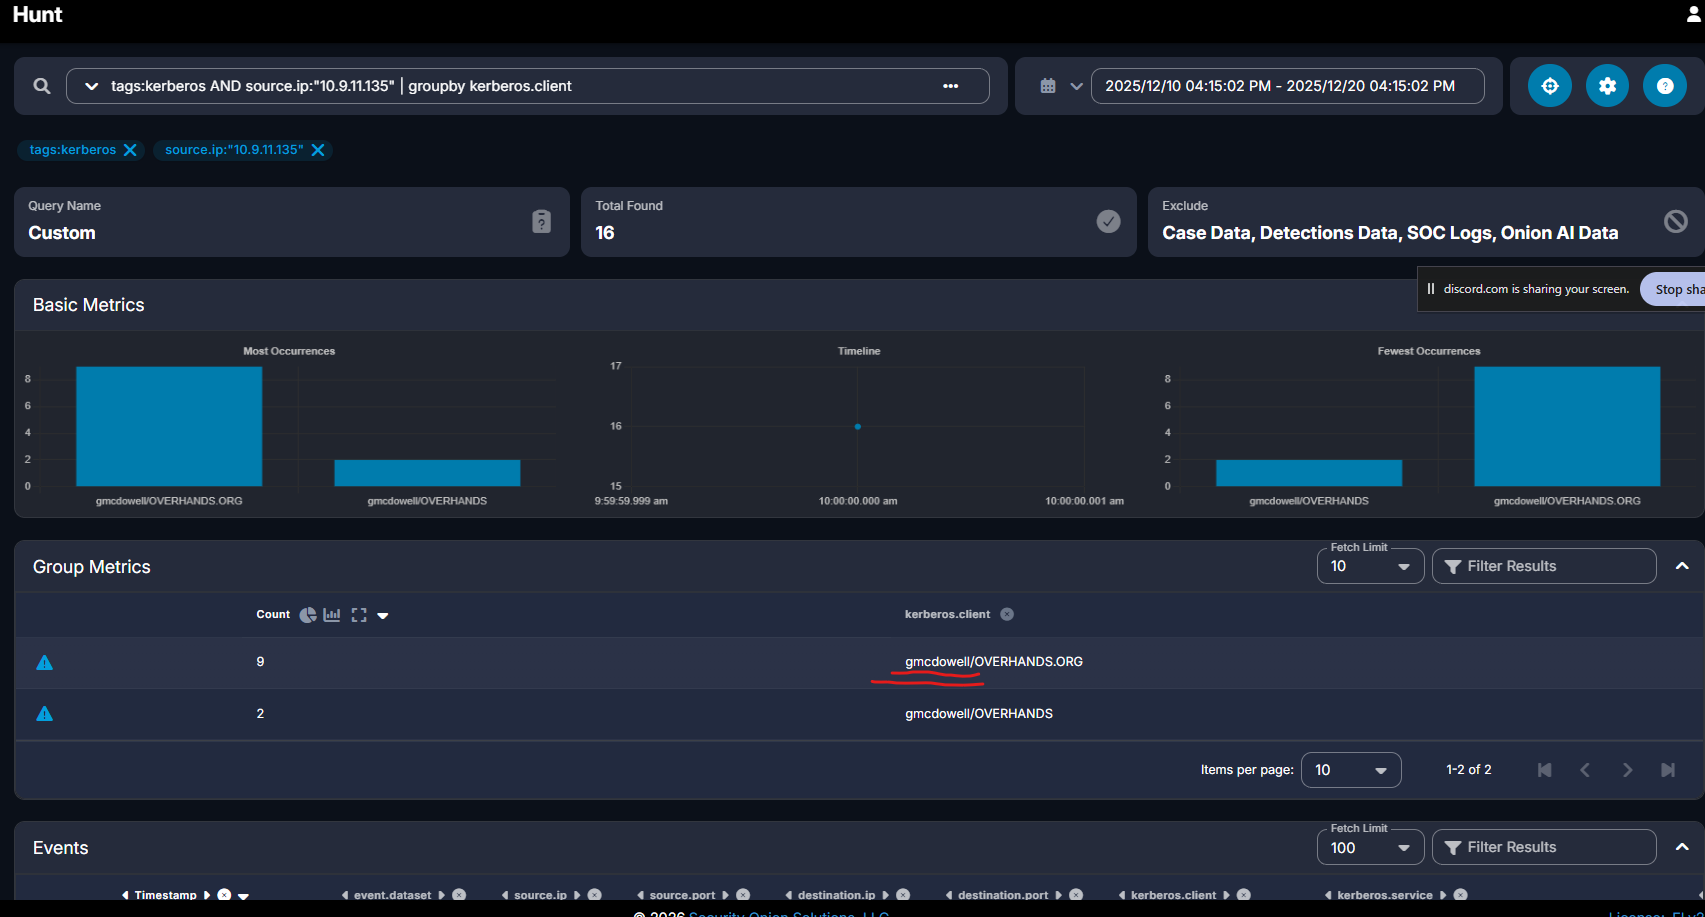 Hunt
tags:kerberos AND source.ip:"10.9.11.135" | groupby kerberos.client
2025/12/10 04:15:02 PM - 2025/12/20 04:15:02 PM
tags:kerberos
source.ip:"10.9.11.135"
Query Name
Custom
Total Found
16
Exclude
Case Data, Detections Data, SOC Logs, Onion AI Data
discord.com is sharing your screen.
Stop sha
Basic Metrics
Most Occurrences
8
6
4
2
0
gmcdowell/OVERHANDS.ORG
gmcdowell/OVERHANDS
Timeline
17
16
15
9:59:59.999 am
10:00:00.000 am
10:00:00.001 am
Fewest Occurrences
8
6
4
2
0
gmcdowell/OVERHANDS
gmcdowell/OVERHANDS.ORG
Group Metrics
Fetch Limit
10
Filter Results
Count
kerberos.client
9
gmcdowell/OVERHANDS.ORG
2
gmcdowell/OVERHANDS
Items per page:
10
1-2 of 2
Events
Fetch Limit
100
Filter Results
Timestamp
event.dataset
source.ip
source.port
destination.ip
destination.port
kerberos.client
kerberos.service
© 2026 Security Onion Solutions, LLC
License: